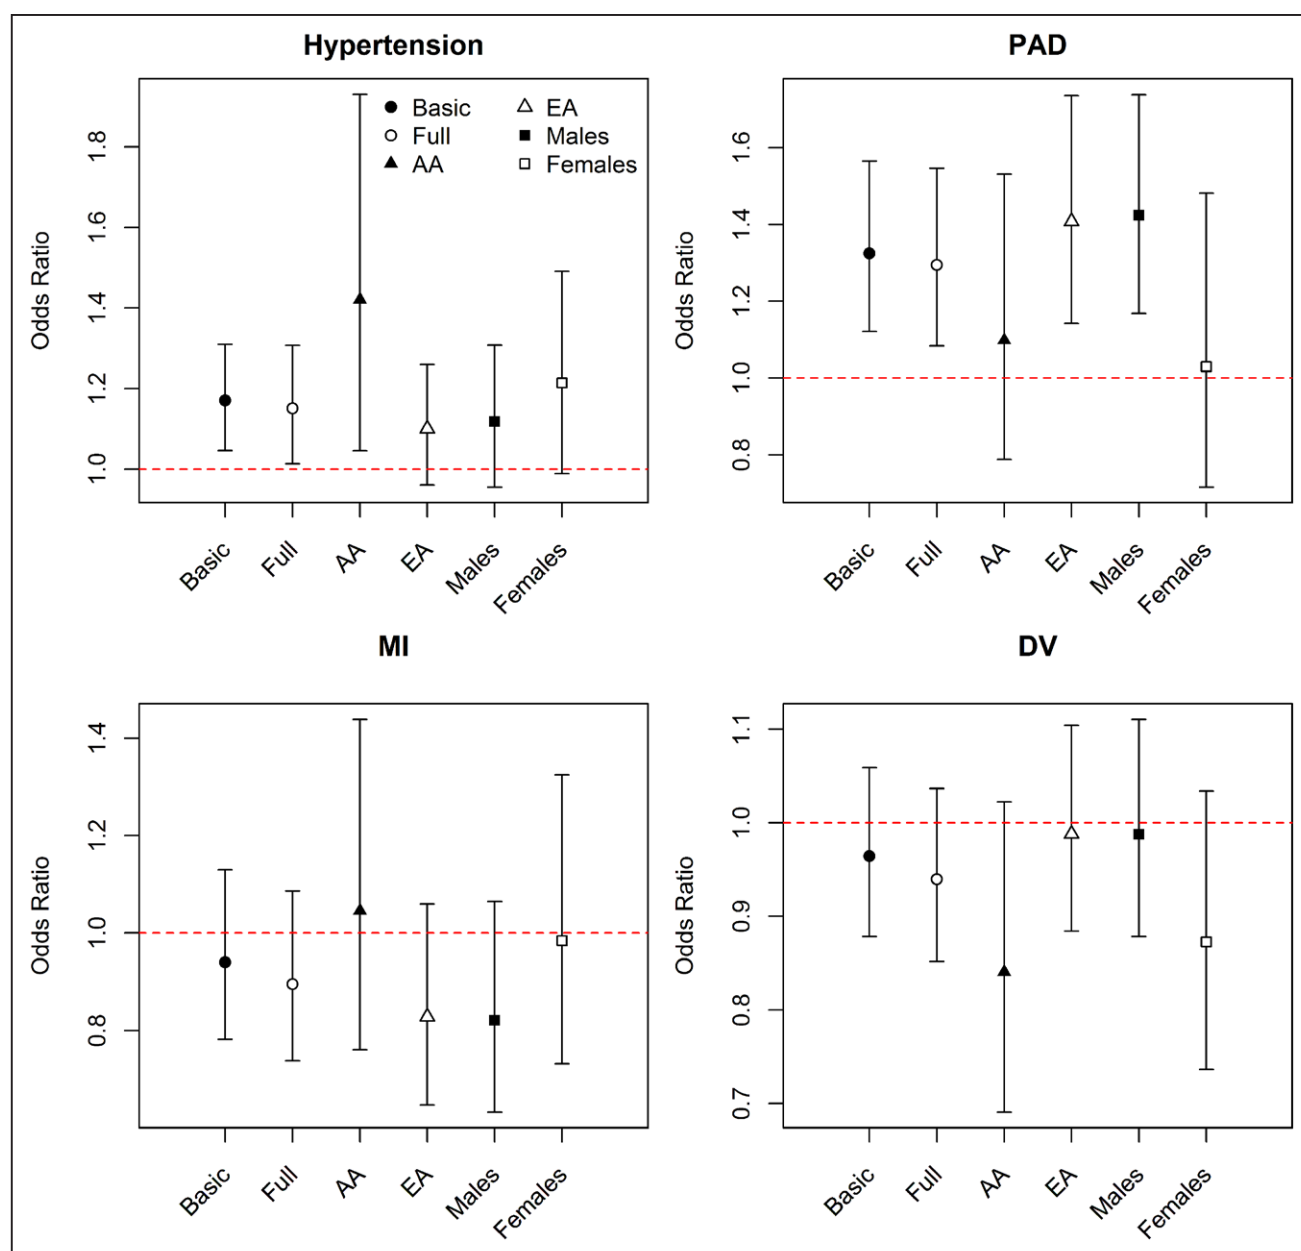 Hypertension
Odds Ratio
1.8
1.6
1.4
1.2
1.0
Basic
Full
AA
EA
Males
Females
Basic
Full
AA
EA
Males
Females
PAD
Odds Ratio
1.6
1.4
1.2
1.0
0.8
Basic
Full
AA
EA
Males
Females
MI
Odds Ratio
1.4
1.2
1.0
0.8
Basic
Full
AA
EA
Males
Females
DV
Odds Ratio
1.1
1.0
0.9
0.8
0.7
Basic
Full
AA
EA
Males
Females